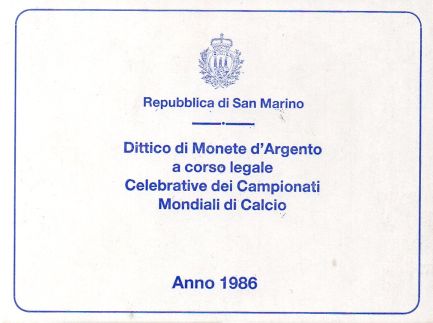 Repubblica di San Marino
Dittico di Monete d'Argento
a corso legale
Celebrative dei Campionati
Mondiali di Calcio
Anno 1986